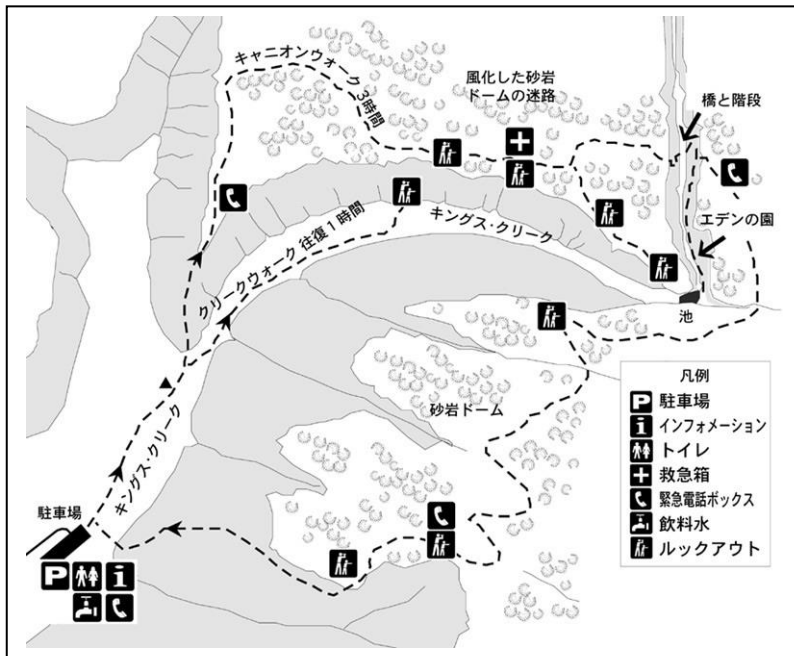 キャニオンウォーク 3時間
風化した砂岩
ドームの迷路
橋と階段
エデンの園
クリークウォーク 往復1時間
キングス・クリーク
池
砂岩ドーム
キングス・クリーク
駐車場
P
i
凡例
P 駐車場
i インフォメーション
トイレ
救急箱
緊急電話ボックス
飲料水
ルックアウト